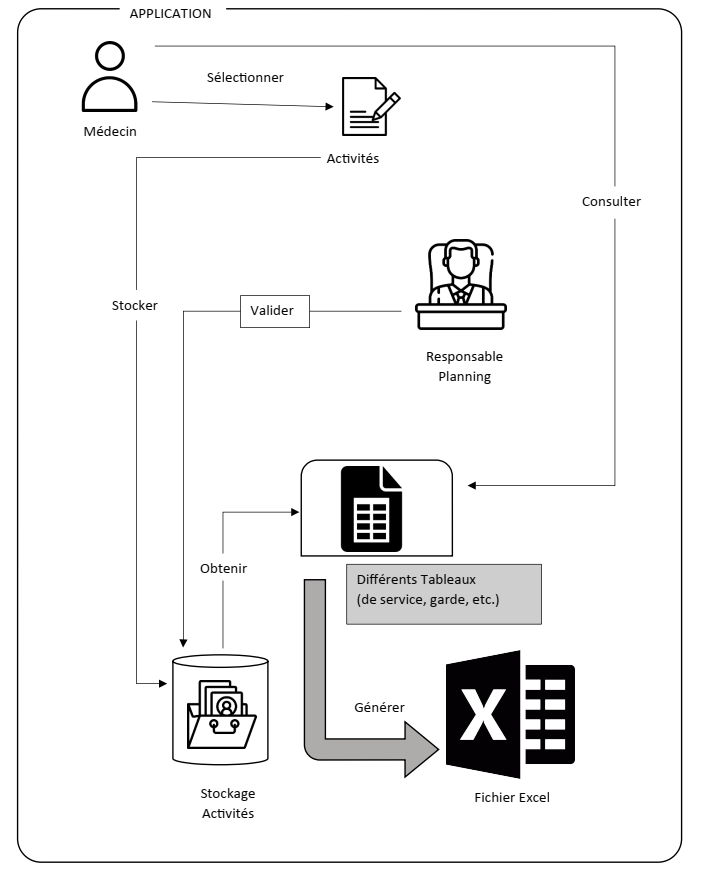 APPLICATION
Sélectionner
Médecin
Activités
Consulter
Stocker
Valider
Responsable
Planning
Obtenir
Différents Tableaux
(de service, garde, etc.)
Générer
X
Stockage
Activités
Fichier Excel